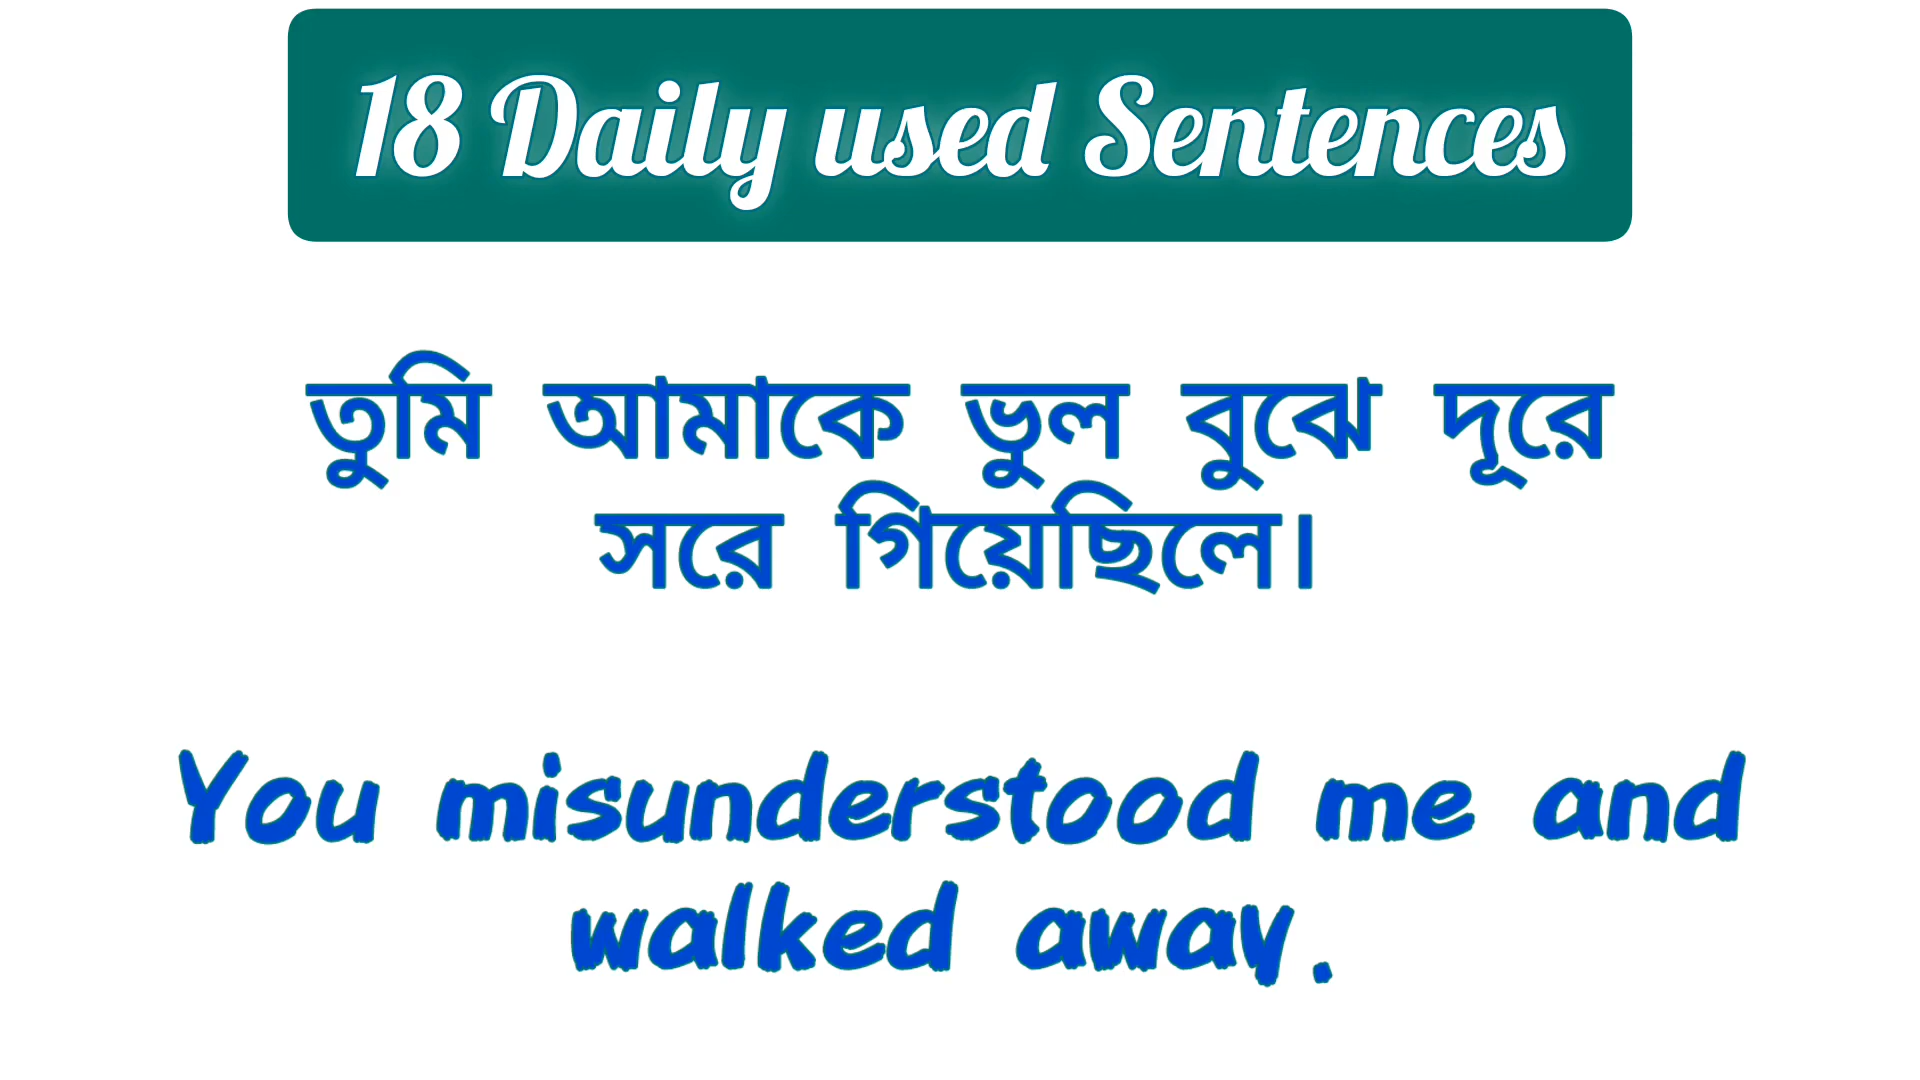 18 Daily used Sentences
তুমি আমাকে ভুল বুঝে দূরে
সরে গিয়েছিলে।
You misunderstood me and
walked away.